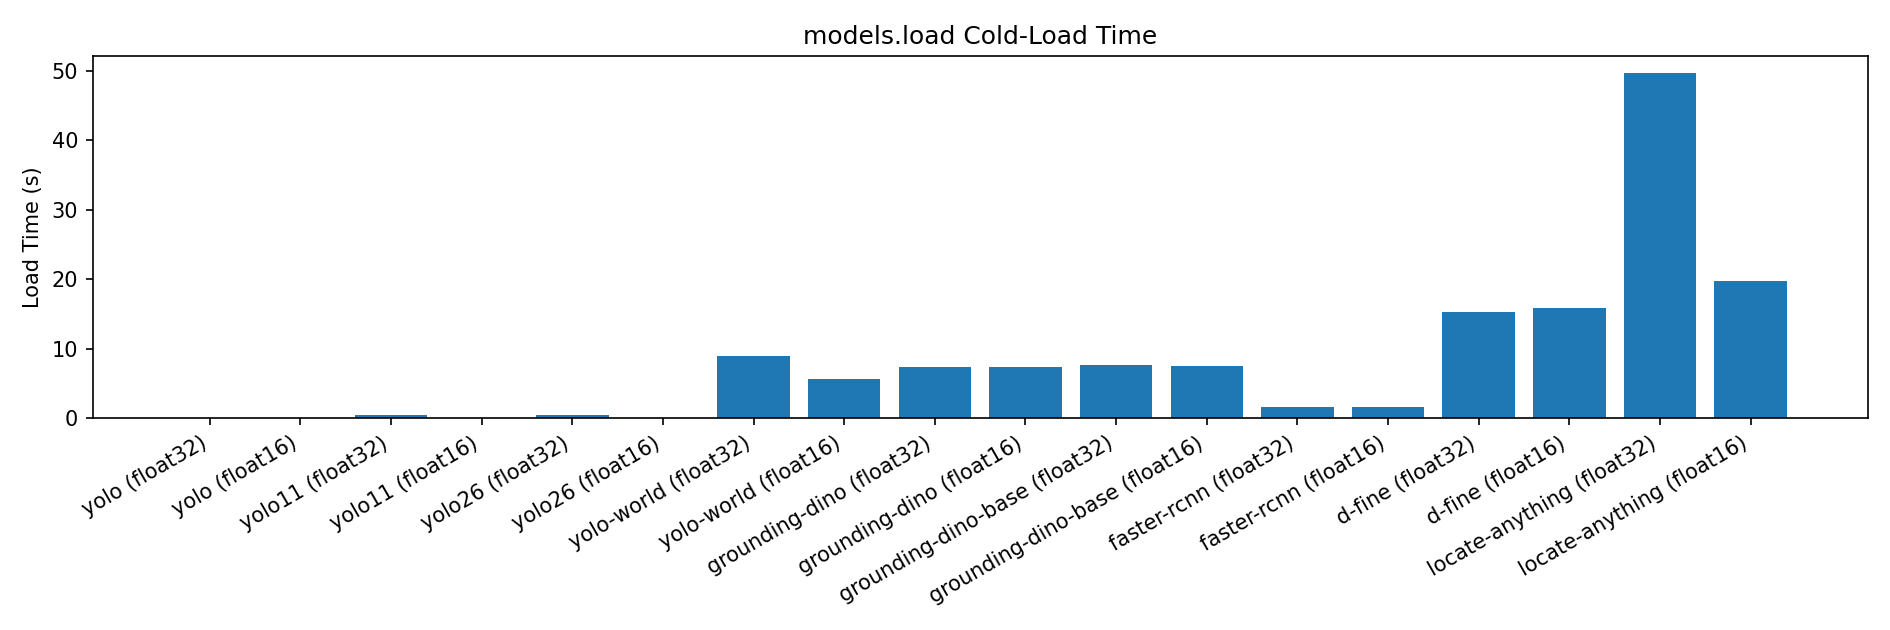 models.load Cold-Load Time
Load Time (s)
50
40
30
20
10
0
yolo (float32)
yolo (float16)
yolo11 (float32)
yolo11 (float16)
yolo26 (float32)
yolo26 (float16)
yolo-world (float32)
yolo-world (float16)
grounding-dino (float32)
grounding-dino (float16)
grounding-dino-base (float32)
grounding-dino-base (float16)
faster-rcnn (float32)
faster-rcnn (float16)
d-fine (float32)
d-fine (float16)
locate-anything (float32)
locate-anything (float16)